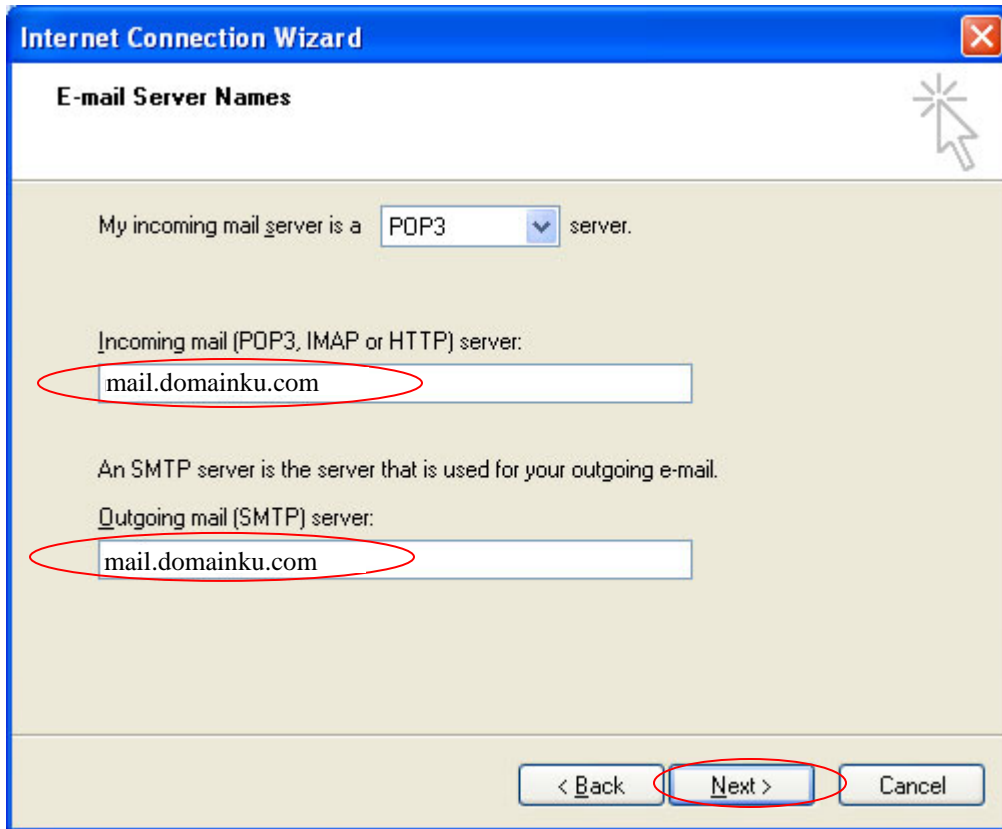 Internet Connection Wizard
E-mail Server Names
My incoming mail server is a POP3 server.
Incoming mail (POP3, IMAP or HTTP) server:
mail.domainku.com
An SMTP server is the server that is used for your outgoing e-mail.
Outgoing mail (SMTP) server:
mail.domainku.com
< Back Next > Cancel